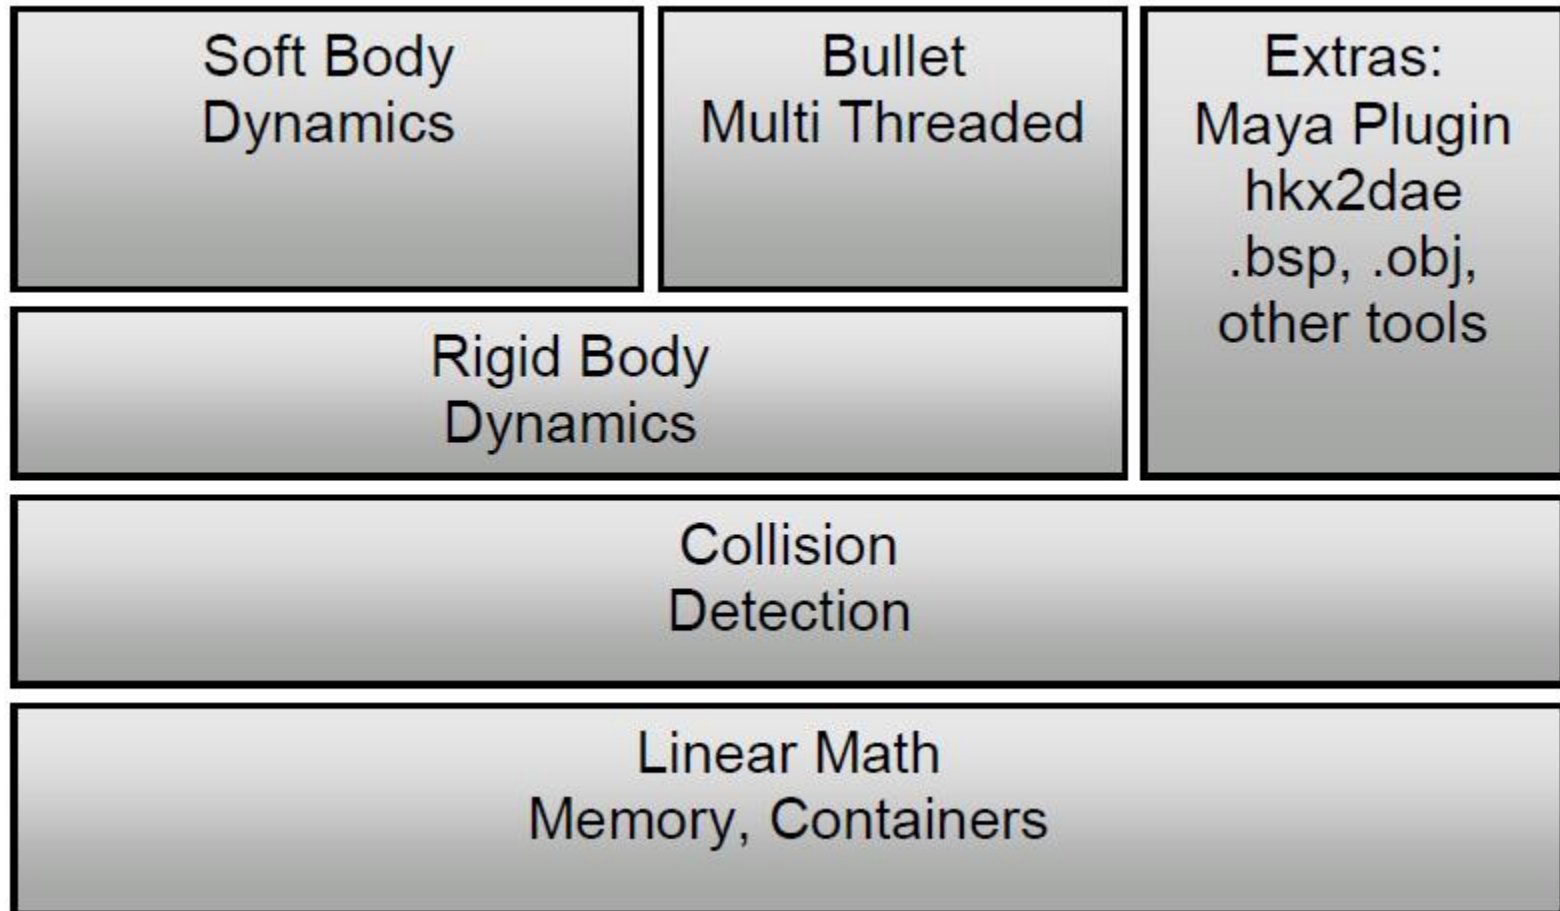 Soft Body
Dynamics
Bullet
Multi Threaded
Extras:
Maya Plugin
hkx2dae
.bsp, .obj,
other tools
Rigid Body
Dynamics
Collision
Detection
Linear Math
Memory, Containers